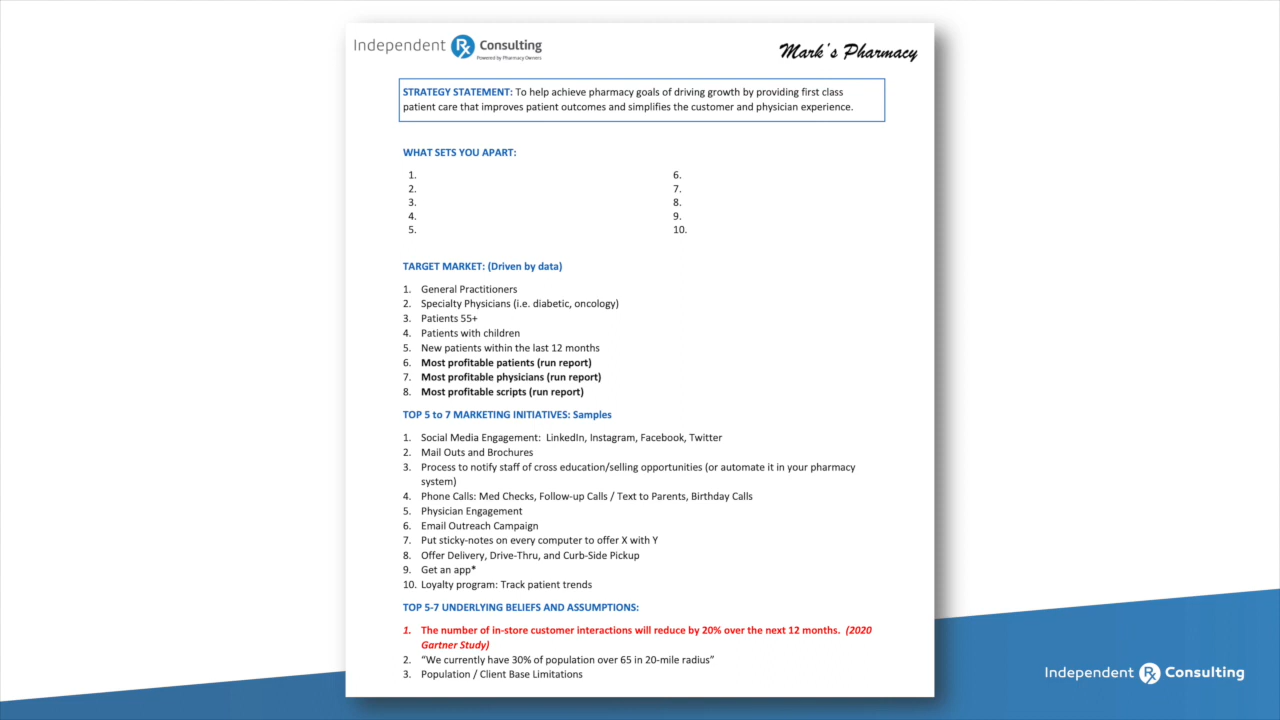 Independent Rx Consulting
Powered by Pharmacy Owners
Mark's Pharmacy
STRATEGY STATEMENT: To help achieve pharmacy goals of driving growth by providing first class
patient care that improves patient outcomes and simplifies the customer and physician experience.
WHAT SETS YOU APART:
1.
2.
3.
4.
5.
6.
7.
8.
9.
10.
TARGET MARKET: (Driven by data)
1. General Practitioners
2. Specialty Physicians (i.e. diabetic, oncology)
3. Patients 55+
4. Patients with children
5. New patients within the last 12 months
6. Most profitable patients (run report)
7. Most profitable physicians (run report)
8. Most profitable scripts (run report)
TOP 5 to 7 MARKETING INITIATIVES: Samples
1. Social Media Engagement: LinkedIn, Instagram, Facebook, Twitter
2. Mail Outs and Brochures
3. Process to notify staff of cross education/selling opportunities (or automate it in your pharmacy
system)
4. Phone Calls: Med Checks, Follow-up Calls / Text to Parents, Birthday Calls
5. Physician Engagement
6. Email Outreach Campaign
7. Put sticky-notes on every computer to offer X with Y
8. Offer Delivery, Drive-Thru, and Curb-Side Pickup
9. Get an app*
10. Loyalty program: Track patient trends
TOP 5-7 UNDERLYING BELIEFS AND ASSUMPTIONS:
1. The number of in-store customer interactions will reduce by 20% over the next 12 months. (2020
Gartner Study)
2. “We currently have 30% of population over 65 in 20-mile radius”
3. Population / Client Base Limitations
Independent Rx Consulting